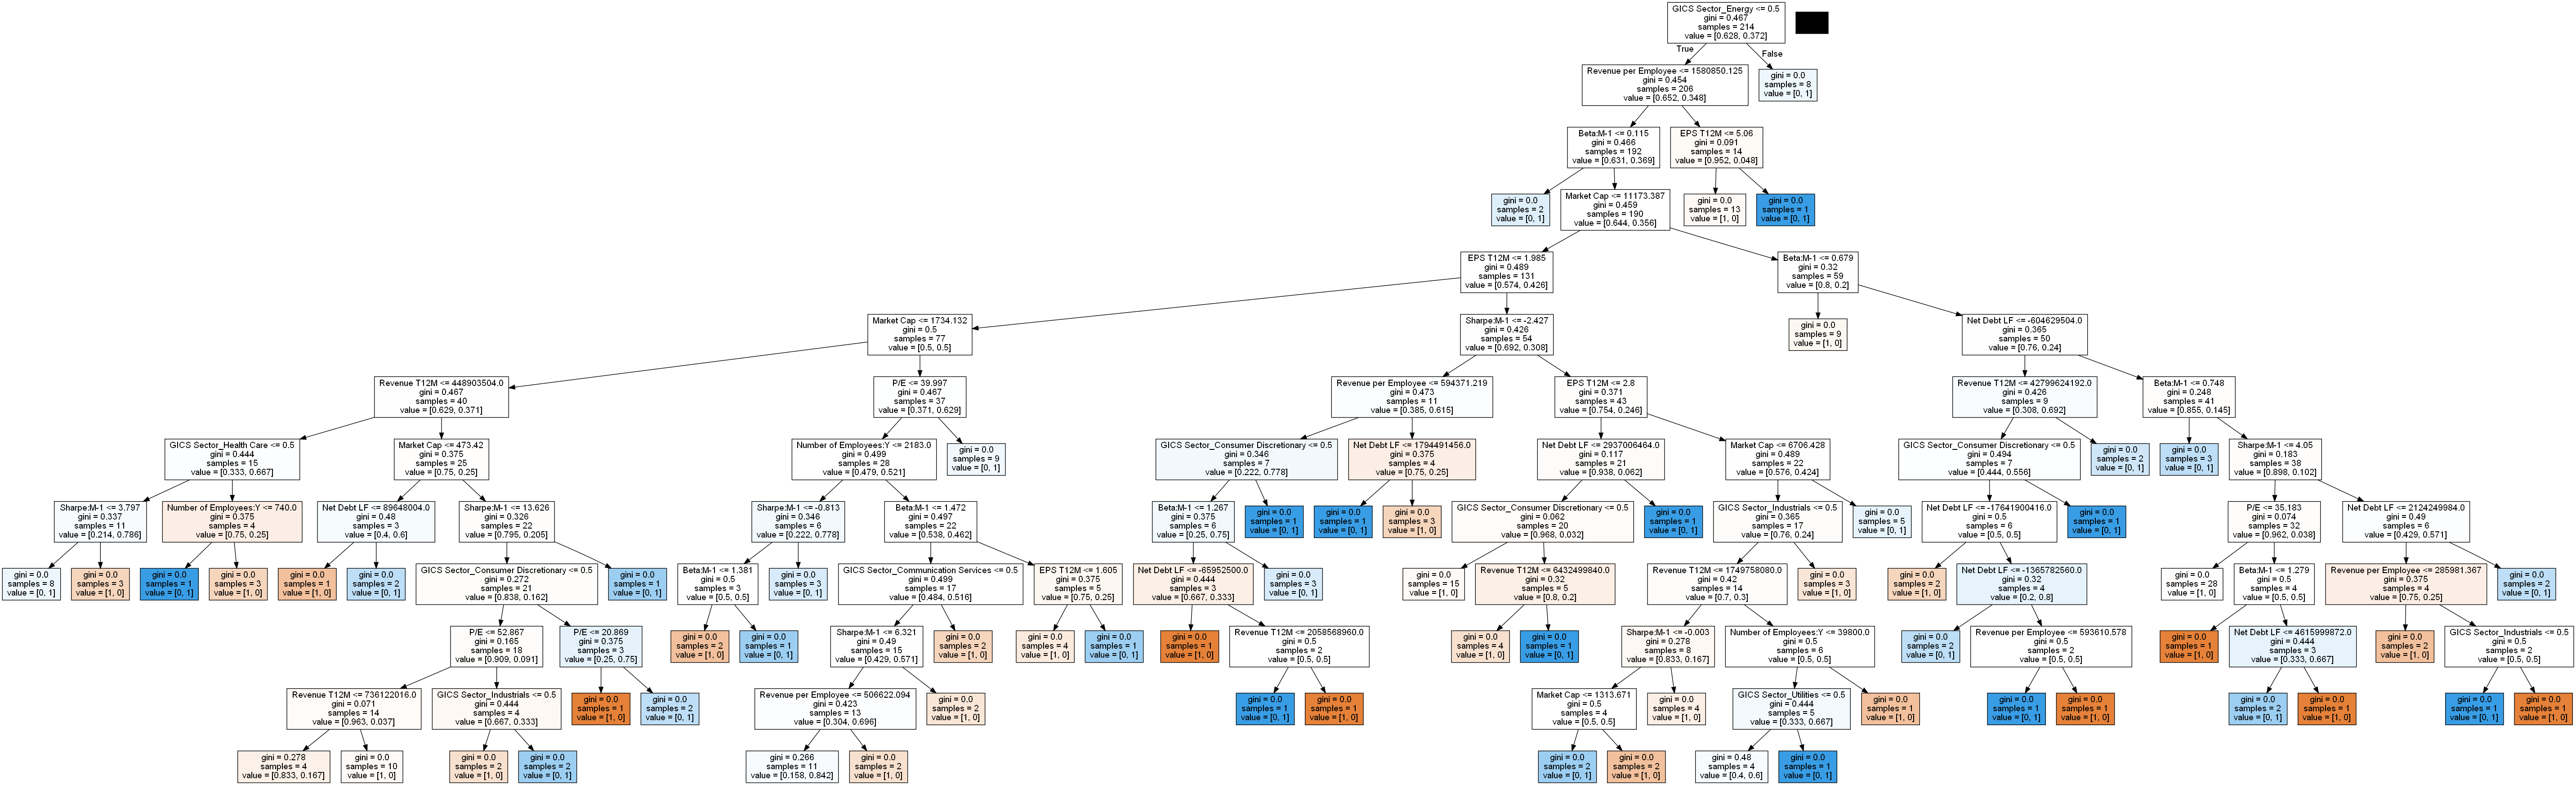 GICS Sector_Energy <= 0.5
gini = 0.467
samples = 214
value = [0.628, 0.372]
True
False
Revenue per Employee <= 1580850.125
gini = 0.454
samples = 206
value = [0.652, 0.348]
gini = 0.0
samples = 8
value = [0, 1]
Beta:M-1 <= 0.115
gini = 0.466
samples = 192
value = [0.631, 0.369]
EPS T12M <= 5.06
gini = 0.091
samples = 14
value = [0.952, 0.048]
gini = 0.0
samples = 2
value = [0, 1]
Market Cap <= 11173.387
gini = 0.459
samples = 190
value = [0.644, 0.356]
gini = 0.0
samples = 13
value = [1, 0]
gini = 0.0
samples = 1
value = [0, 1]
EPS T12M <= 1.985
gini = 0.489
samples = 131
value = [0.574, 0.426]
Beta:M-1 <= 0.679
gini = 0.32
samples = 59
value = [0.8, 0.2]
Market Cap <= 1734.132
gini = 0.5
samples = 77
value = [0.5, 0.5]
Sharpe:M-1 <= -2.427
gini = 0.426
samples = 54
value = [0.692, 0.308]
gini = 0.0
samples = 9
value = [1, 0]
Net Debt LF <= -604629504.0
gini = 0.365
samples = 50
value = [0.76, 0.24]
Revenue T12M <= 448903504.0
gini = 0.467
samples = 40
value = [0.629, 0.371]
P/E <= 39.997
gini = 0.467
samples = 37
value = [0.371, 0.629]
Revenue per Employee <= 594371.219
gini = 0.473
samples = 11
value = [0.385, 0.615]
EPS T12M <= 2.8
gini = 0.371
samples = 43
value = [0.754, 0.246]
Revenue T12M <= 42799624192.0
gini = 0.426
samples = 9
value = [0.308, 0.692]
Beta:M-1 <= 0.748
gini = 0.248
samples = 41
value = [0.855, 0.145]
GICS Sector_Health Care <= 0.5
gini = 0.444
samples = 15
value = [0.333, 0.667]
Market Cap <= 473.42
gini = 0.375
samples = 25
value = [0.75, 0.25]
Number of Employees:Y <= 2183.0
gini = 0.499
samples = 28
value = [0.479, 0.521]
gini = 0.0
samples = 9
value = [0, 1]
GICS Sector_Consumer Discretionary <= 0.5
gini = 0.346
samples = 7
value = [0.222, 0.778]
Net Debt LF <= 1794491456.0
gini = 0.375
samples = 4
value = [0.75, 0.25]
Net Debt LF <= 2937006464.0
gini = 0.117
samples = 21
value = [0.938, 0.062]
Market Cap <= 6706.428
gini = 0.489
samples = 22
value = [0.576, 0.424]
GICS Sector_Consumer Discretionary <= 0.5
gini = 0.494
samples = 7
value = [0.444, 0.556]
gini = 0.0
samples = 2
value = [0, 1]
gini = 0.0
samples = 3
value = [0, 1]
Sharpe:M-1 <= 4.05
gini = 0.183
samples = 38
value = [0.898, 0.102]
Sharpe:M-1 <= 3.797
gini = 0.337
samples = 11
value = [0.214, 0.786]
Number of Employees:Y <= 740.0
gini = 0.375
samples = 4
value = [0.75, 0.25]
Net Debt LF <= 89648004.0
gini = 0.48
samples = 3
value = [0.4, 0.6]
Sharpe:M-1 <= 13.626
gini = 0.326
samples = 22
value = [0.795, 0.205]
Sharpe:M-1 <= -0.813
gini = 0.346
samples = 6
value = [0.222, 0.778]
Beta:M-1 <= 1.472
gini = 0.497
samples = 22
value = [0.538, 0.462]
Beta:M-1 <= 1.267
gini = 0.375
samples = 6
value = [0.25, 0.75]
gini = 0.0
samples = 1
value = [0, 1]
gini = 0.0
samples = 1
value = [0, 1]
gini = 0.0
samples = 3
value = [1, 0]
GICS Sector_Consumer Discretionary <= 0.5
gini = 0.062
samples = 20
value = [0.968, 0.032]
gini = 0.0
samples = 1
value = [0, 1]
GICS Sector_Industrials <= 0.5
gini = 0.365
samples = 17
value = [0.76, 0.24]
gini = 0.0
samples = 5
value = [0, 1]
Net Debt LF <= -17641900416.0
gini = 0.5
samples = 6
value = [0.5, 0.5]
gini = 0.0
samples = 1
value = [0, 1]
P/E <= 35.183
gini = 0.074
samples = 32
value = [0.962, 0.038]
Net Debt LF <= 2124249984.0
gini = 0.49
samples = 6
value = [0.429, 0.571]
gini = 0.0
samples = 8
value = [0, 1]
gini = 0.0
samples = 3
value = [1, 0]
gini = 0.0
samples = 1
value = [0, 1]
gini = 0.0
samples = 3
value = [1, 0]
gini = 0.0
samples = 1
value = [1, 0]
gini = 0.0
samples = 2
value = [0, 1]
GICS Sector_Consumer Discretionary <= 0.5
gini = 0.272
samples = 21
value = [0.838, 0.162]
gini = 0.0
samples = 1
value = [0, 1]
Beta:M-1 <= 1.381
gini = 0.5
samples = 3
value = [0.5, 0.5]
gini = 0.0
samples = 3
value = [0, 1]
GICS Sector_Communication Services <= 0.5
gini = 0.499
samples = 17
value = [0.484, 0.516]
EPS T12M <= 1.605
gini = 0.375
samples = 5
value = [0.75, 0.25]
Net Debt LF <= -65952500.0
gini = 0.444
samples = 3
value = [0.667, 0.333]
gini = 0.0
samples = 3
value = [0, 1]
gini = 0.0
samples = 15
value = [1, 0]
Revenue T12M <= 6432499840.0
gini = 0.32
samples = 5
value = [0.8, 0.2]
Revenue T12M <= 1749758080.0
gini = 0.42
samples = 14
value = [0.7, 0.3]
gini = 0.0
samples = 3
value = [1, 0]
gini = 0.0
samples = 2
value = [1, 0]
Net Debt LF <= -1365782560.0
gini = 0.32
samples = 4
value = [0.2, 0.8]
gini = 0.0
samples = 28
value = [1, 0]
Beta:M-1 <= 1.279
gini = 0.5
samples = 4
value = [0.5, 0.5]
Revenue per Employee <= 285981.367
gini = 0.375
samples = 4
value = [0.75, 0.25]
gini = 0.0
samples = 2
value = [0, 1]
P/E <= 52.867
gini = 0.165
samples = 18
value = [0.909, 0.091]
P/E <= 20.869
gini = 0.375
samples = 3
value = [0.25, 0.75]
gini = 0.0
samples = 2
value = [1, 0]
gini = 0.0
samples = 1
value = [0, 1]
Sharpe:M-1 <= 6.321
gini = 0.49
samples = 15
value = [0.429, 0.571]
gini = 0.0
samples = 2
value = [1, 0]
gini = 0.0
samples = 4
value = [1, 0]
gini = 0.0
samples = 1
value = [0, 1]
gini = 0.0
samples = 1
value = [1, 0]
Revenue T12M <= 2058568960.0
gini = 0.5
samples = 2
value = [0.5, 0.5]
gini = 0.0
samples = 4
value = [1, 0]
gini = 0.0
samples = 1
value = [0, 1]
Sharpe:M-1 <= -0.003
gini = 0.278
samples = 8
value = [0.833, 0.167]
Number of Employees:Y <= 39800.0
gini = 0.5
samples = 6
value = [0.5, 0.5]
gini = 0.0
samples = 2
value = [0, 1]
Revenue per Employee <= 593610.578
gini = 0.5
samples = 2
value = [0.5, 0.5]
gini = 0.0
samples = 1
value = [1, 0]
Net Debt LF <= 4615999872.0
gini = 0.444
samples = 3
value = [0.333, 0.667]
gini = 0.0
samples = 2
value = [1, 0]
GICS Sector_Industrials <= 0.5
gini = 0.5
samples = 2
value = [0.5, 0.5]
Revenue T12M <= 736122016.0
gini = 0.071
samples = 14
value = [0.963, 0.037]
GICS Sector_Industrials <= 0.5
gini = 0.444
samples = 4
value = [0.667, 0.333]
gini = 0.0
samples = 1
value = [1, 0]
gini = 0.0
samples = 2
value = [0, 1]
Revenue per Employee <= 506622.094
gini = 0.423
samples = 13
value = [0.304, 0.696]
gini = 0.0
samples = 2
value = [1, 0]
gini = 0.0
samples = 1
value = [0, 1]
gini = 0.0
samples = 1
value = [1, 0]
Market Cap <= 1313.671
gini = 0.5
samples = 4
value = [0.5, 0.5]
gini = 0.0
samples = 4
value = [1, 0]
GICS Sector_Utilities <= 0.5
gini = 0.444
samples = 5
value = [0.333, 0.667]
gini = 0.0
samples = 1
value = [1, 0]
gini = 0.0
samples = 1
value = [0, 1]
gini = 0.0
samples = 1
value = [1, 0]
gini = 0.0
samples = 2
value = [0, 1]
gini = 0.0
samples = 1
value = [1, 0]
gini = 0.0
samples = 1
value = [0, 1]
gini = 0.0
samples = 1
value = [1, 0]
gini = 0.278
samples = 4
value = [0.833, 0.167]
gini = 0.0
samples = 10
value = [1, 0]
gini = 0.0
samples = 2
value = [1, 0]
gini = 0.0
samples = 2
value = [0, 1]
gini = 0.266
samples = 11
value = [0.158, 0.842]
gini = 0.0
samples = 2
value = [1, 0]
gini = 0.0
samples = 2
value = [0, 1]
gini = 0.0
samples = 2
value = [1, 0]
gini = 0.48
samples = 4
value = [0.4, 0.6]
gini = 0.0
samples = 1
value = [0, 1]